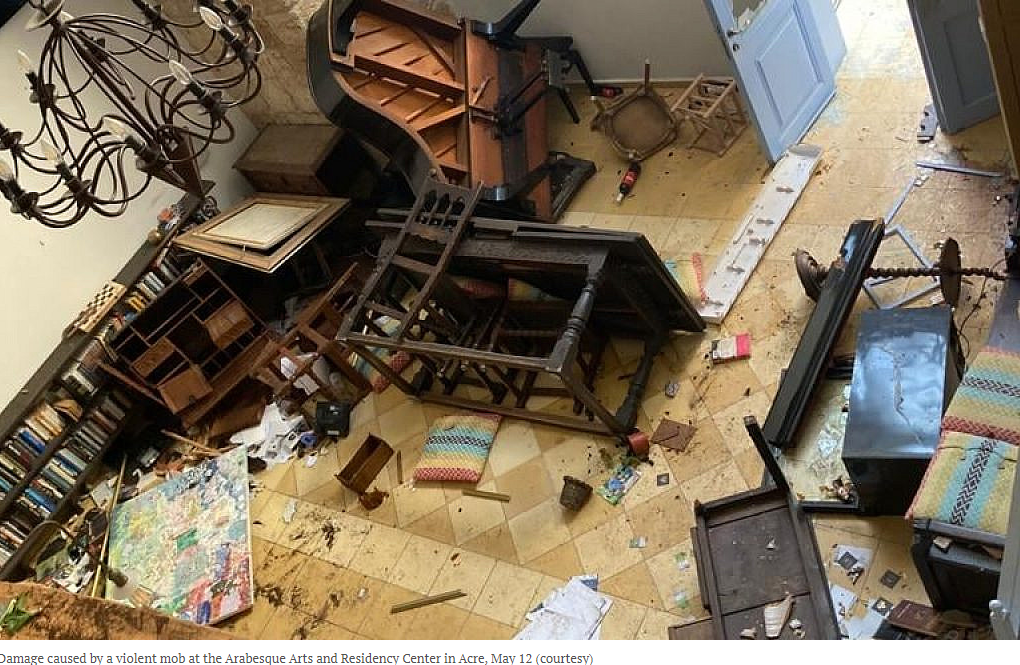 Damage caused by a violent mob at the Arabesque Arts and Residency Center in Acre, May 12 (courtesy)